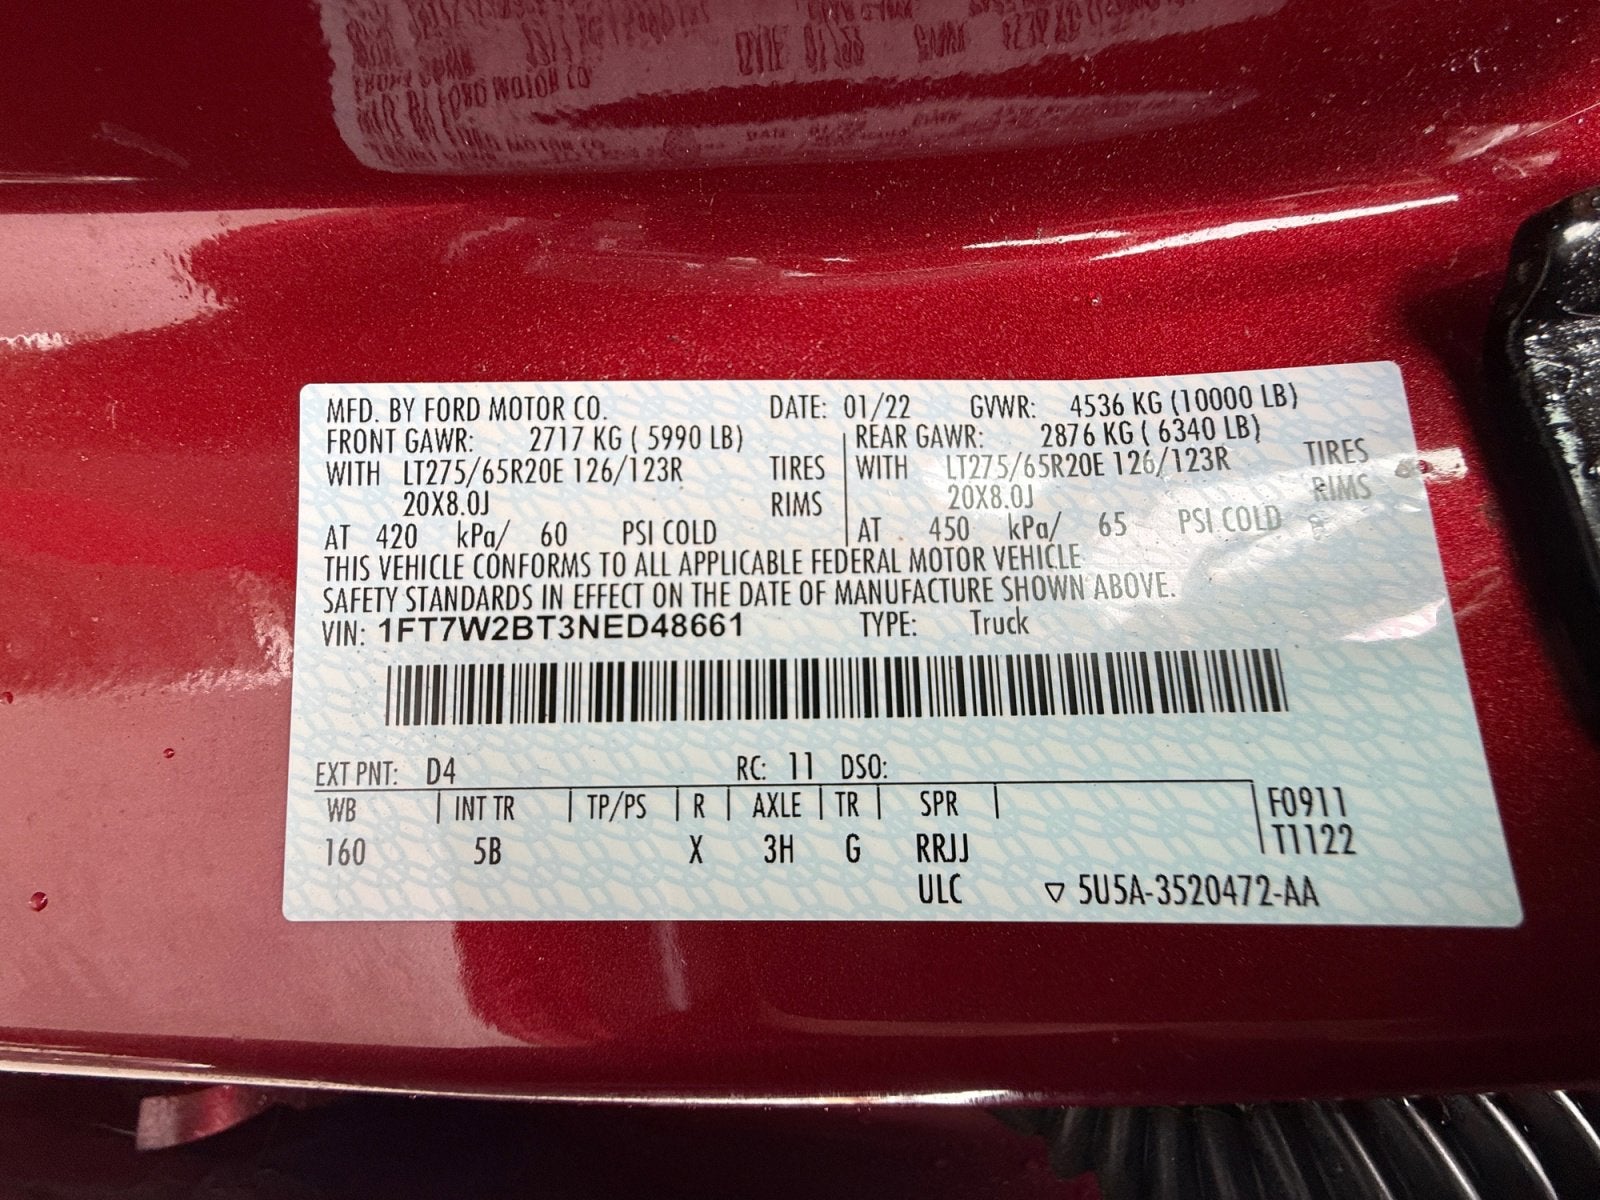 MFD. BY FORD MOTOR CO. DATE: 01/22 GVWR: 4536 KG (10000 LB)
FRONT GAWR: 2717 KG ( 5990 LB) REAR GAWR: 2876 KG ( 6340 LB)
WITH LT275/65R20E 126/123R TIRES WITH LT275/65R20E 126/123R TIRES
20X8.0J RIMS 20X8.0J RIMS
AT 420 kPa/ 60 PSI COLD AT 450 kPa/ 65 PSI COLD
THIS VEHICLE CONFORMS TO ALL APPLICABLE FEDERAL MOTOR VEHICLE
SAFETY STANDARDS IN EFFECT ON THE DATE OF MANUFACTURE SHOWN ABOVE.
VIN: 1FT7W2BT3NED48661 TYPE: Truck
EXT PNT: D4 RC: 11 DSO:
WB INT TR TP/PS R AXLE TR SPR F0911
160 5B X 3H G RRJJ T1122
ULC ▽ 5U5A-3520472-AA